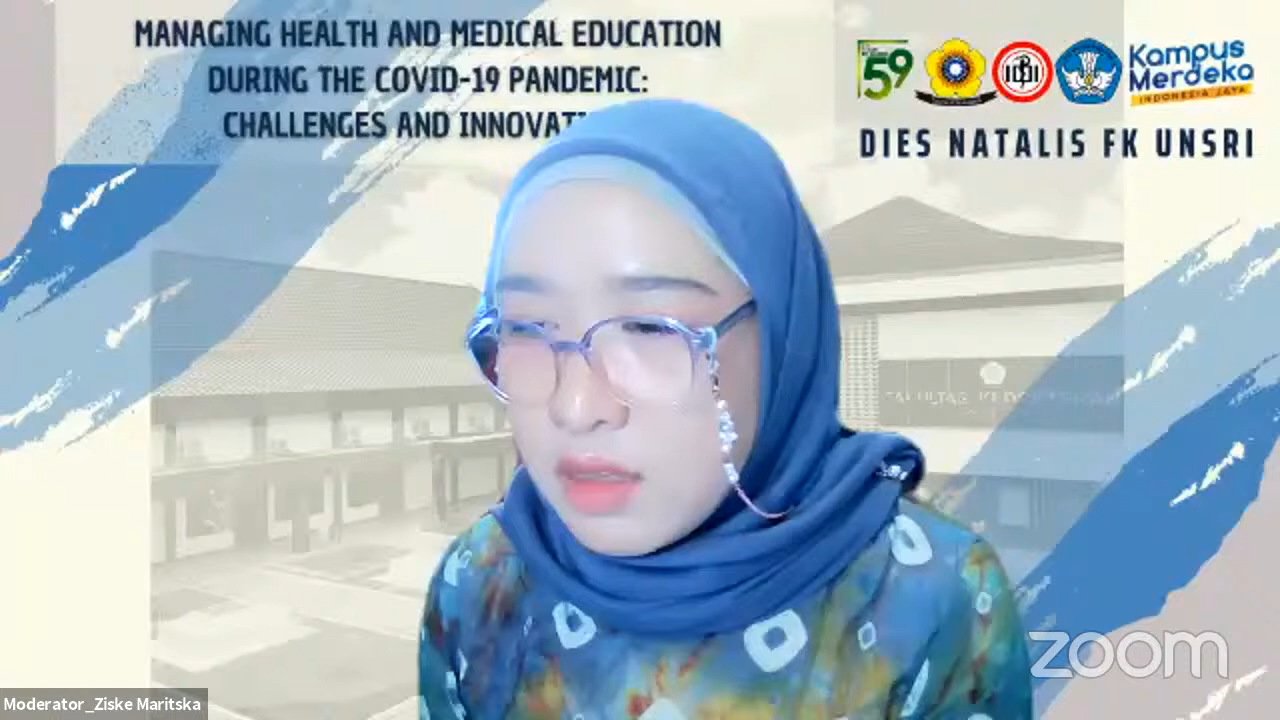 MANAGING HEALTH AND MEDICAL EDUCATION
DURING THE COVID-19 PANDEMIC:
CHALLENGES AND
59
Kampus
Merdeka
INDONESIA JAYA
DIES NATALIS FK UNSRI
zoom
Moderator_Ziske Maritska